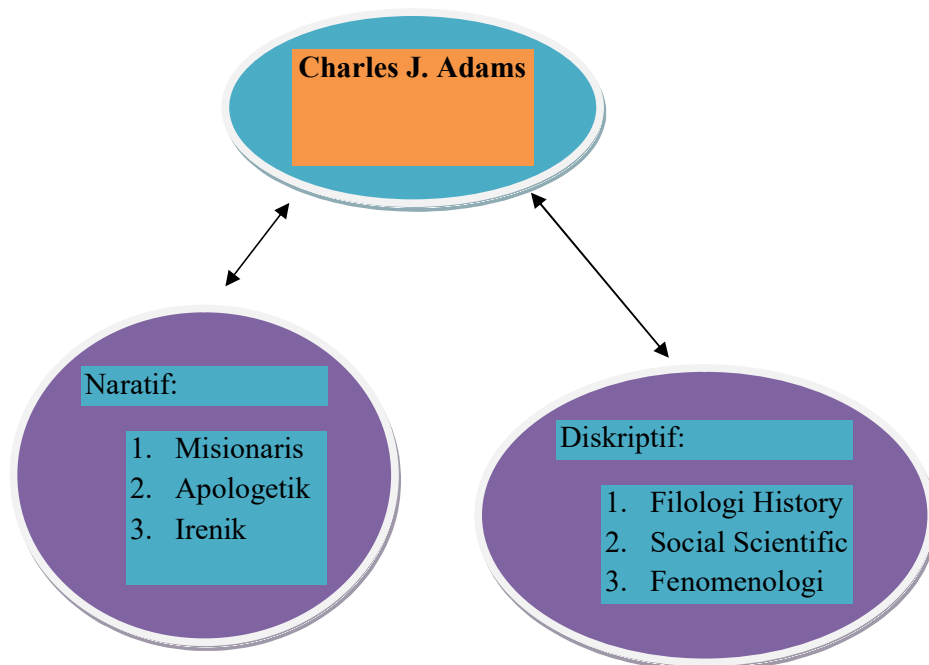 Charles J. Adams
Naratif:
1. Misionaris
2. Apologetik
3. Irenik
Diskriptif:
1. Filologi History
2. Social Scientific
3. Fenomenologi